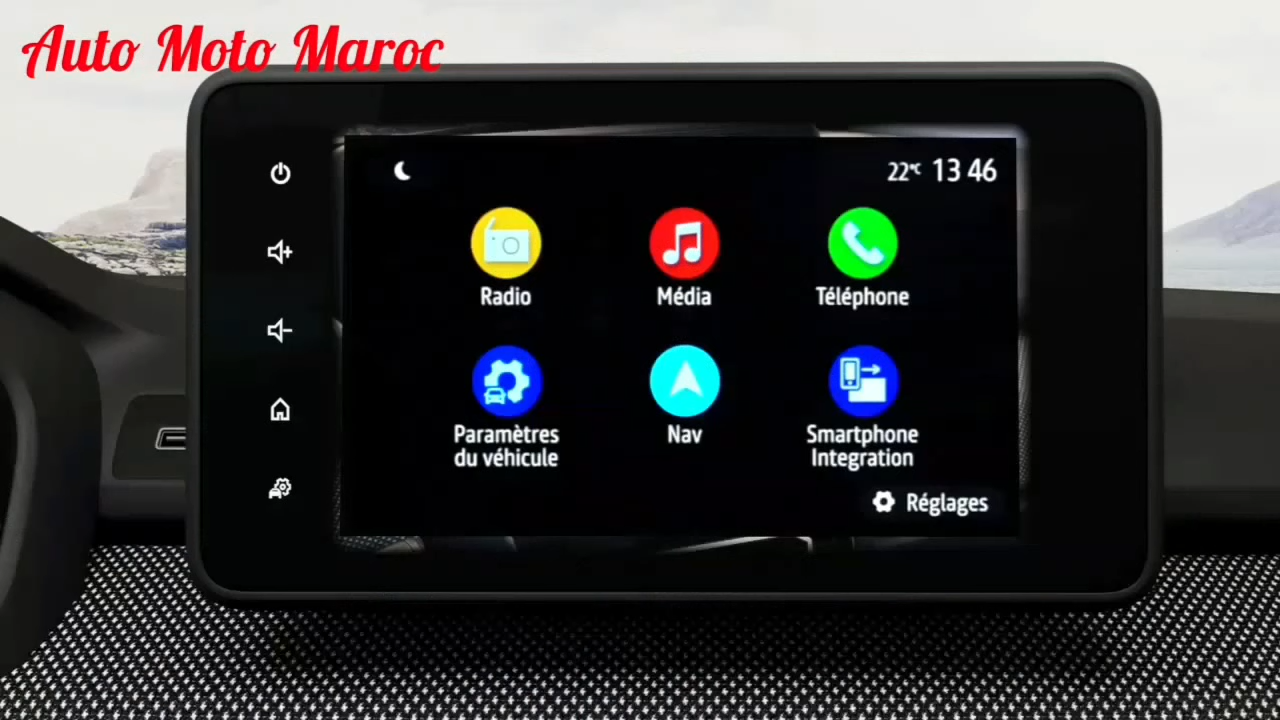 Auto Moto Maroc
22°C 13 46
Radio
Média
Téléphone
Paramètres
du véhicule
Nav
Smartphone
Integration
Réglages